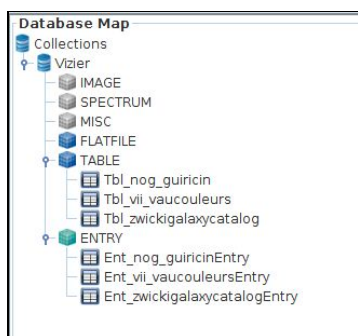 Database Map
Collections
Vizier
IMAGE
SPECTRUM
MISC
FLATFILE
TABLE
Tbl_nog_guiricin
Tbl_vii_vaucouleurs
Tbl_zwickigalaxycatalog
ENTRY
Ent_nog_guiricinEntry
Ent_vii_vaucouleursEntry
Ent_zwickigalaxycatalogEntry